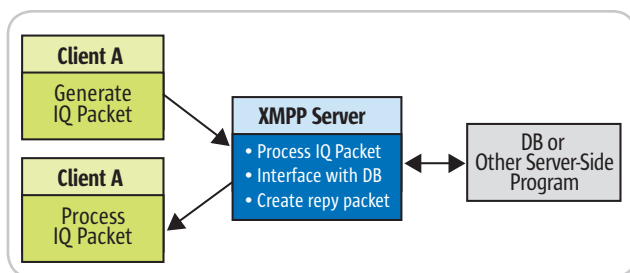 Client A
Generate
IQ Packet
Client A
Process
IQ Packet
XMPP Server
• Process IQ Packet
• Interface with DB
• Create repy packet
DB or
Other Server-Side
Program